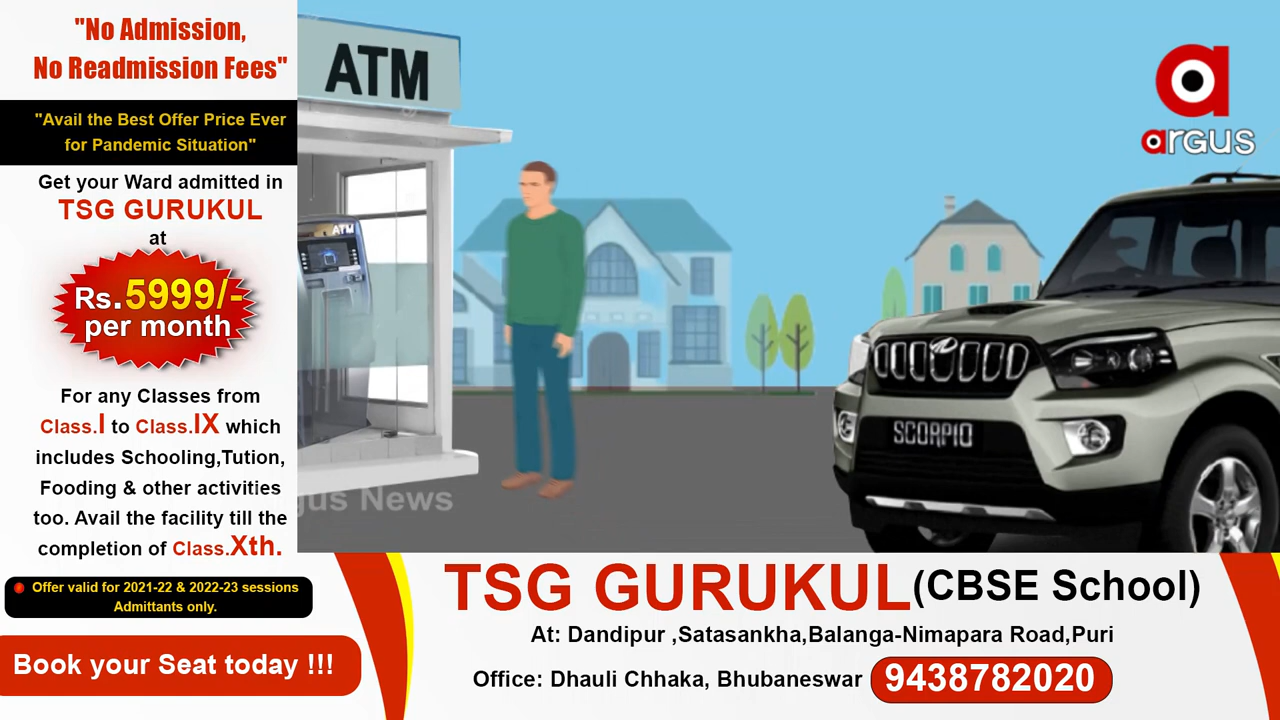 "No Admission,
No Readmission Fees"
"Avail the Best Offer Price Ever
for Pandemic Situation"
Get your Ward admitted in
TSG GURUKUL
at
Rs.5999/-
per month
For any Classes from
Class.I to Class.IX which
includes Schooling,Tution,
Fooding & other activities
too. Avail the facility till the
completion of Class.Xth.
Offer valid for 2021-22 & 2022-23 sessions
Admittants only.
Book your Seat today !!!
ATM
ATM
argus
SCORPIO
gus News
TSG GURUKUL(CBSE School)
At: Dandipur ,Satasankha,Balanga-Nimapara Road,Puri
Office: Dhauli Chhaka, Bhubaneswar 9438782020